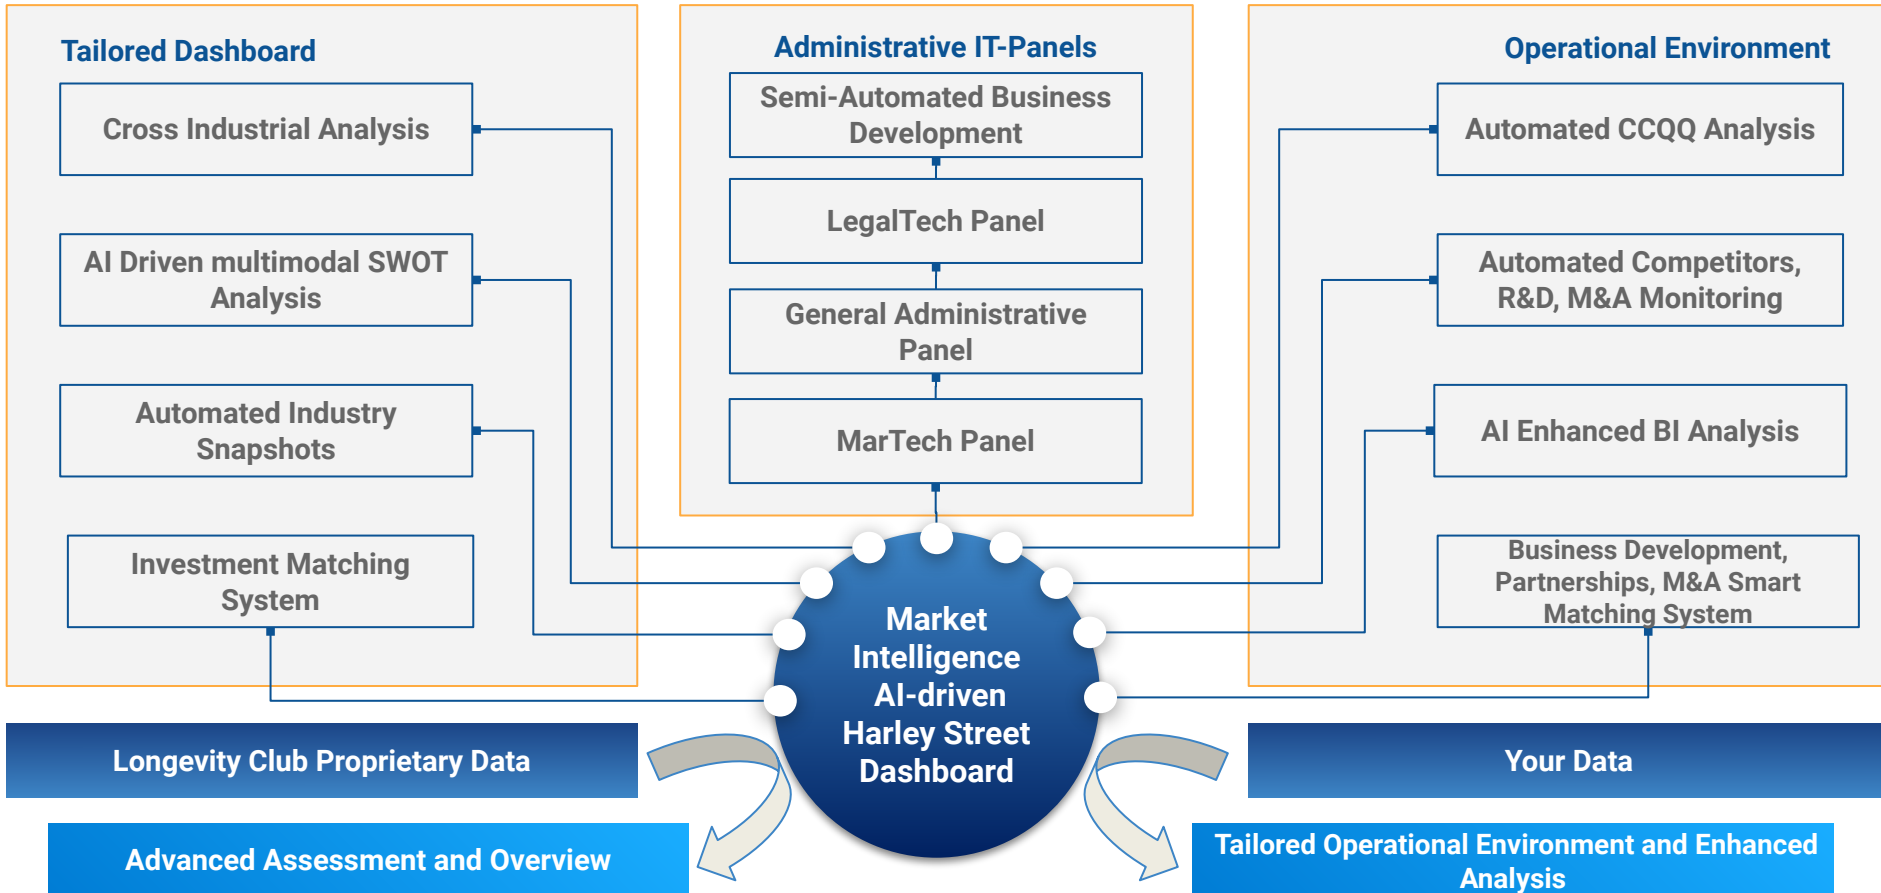 Tailored Dashboard
Cross Industrial Analysis
AI Driven multimodal SWOT
Analysis
Automated Industry
Snapshots
Investment Matching
System
Administrative IT-Panels
Semi-Automated Business
Development
LegalTech Panel
General Administrative
Panel
MarTech Panel
Operational Environment
Automated CCQQ Analysis
Automated Competitors,
R&D, M&A Monitoring
AI Enhanced BI Analysis
Business Development,
Partnerships, M&A Smart
Matching System
Market
Intelligence
AI-driven
Harley Street
Dashboard
Longevity Club Proprietary Data
Your Data
Advanced Assessment and Overview
Tailored Operational Environment and Enhanced
Analysis